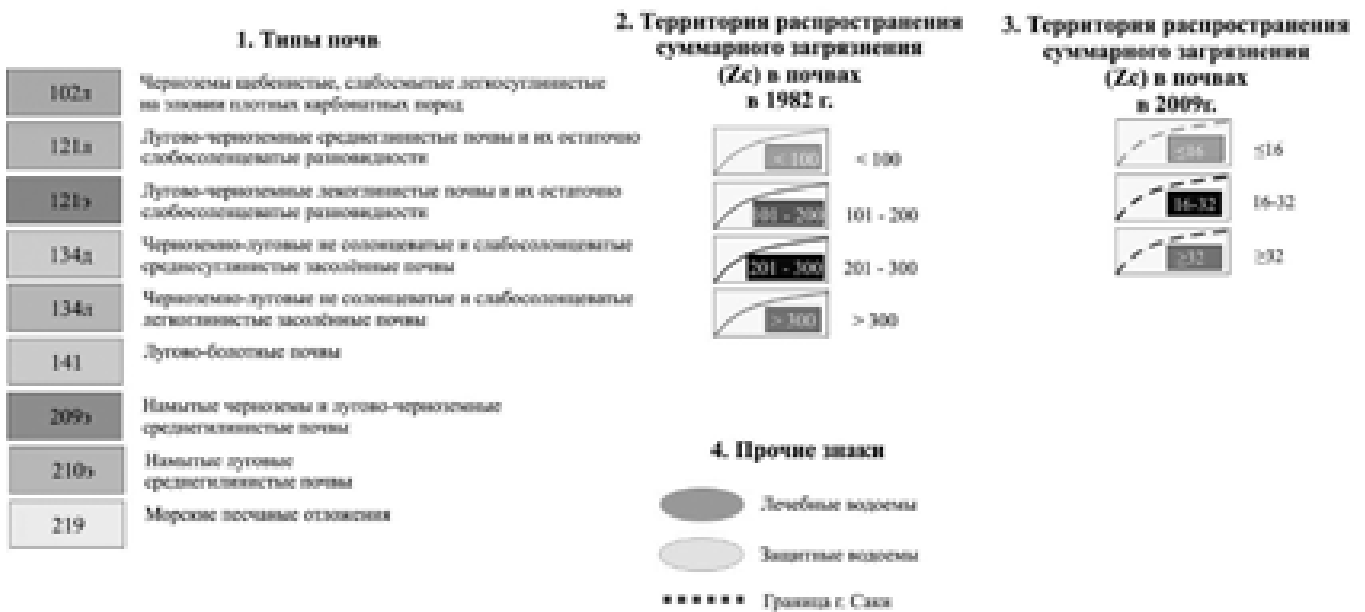 1. Типы почв
102л
Черноземы щебенистые, слабосмытые легкосуглинистые
на элювии плотных карбонатных пород
121л
Лугово-черноземные среднеглинистые почвы и их остаточно
слобосоленцеватые разновидности
121э
Лугово-черноземные лекоглинистые почвы и их остаточно
слобосоленцеватые разновидности
134д
Черноземно-луговые не солонцеватые и слабосолонцеватые
среднесуглинистые засолённые почвы
134л
Черноземно-луговые не солонцеватые и слабосолонцеватые
легкоглинистые засолённые почвы
141
Лугово-болотные почвы
209э
Намытые черноземы и лугово-черноземные
среднегилинистые почвы
210э
Намытые луговые
среднегилинистые почвы
219
Морские песчаные отложения
2. Территория распространения
суммарного загрязнения
(Zc) в почвах
в 1982 г.
< 100
< 100
101 - 200
101 - 200
201 - 300
201 - 300
> 300
> 300
3. Территория распространения
суммарного загрязнения
(Zc) в почвах
в 2009г.
≤16
≤16
16-32
16-32
≥32
≥32
4. Прочие знаки
Лечебные водоемы
Защитные водоемы
Граница г. Саки